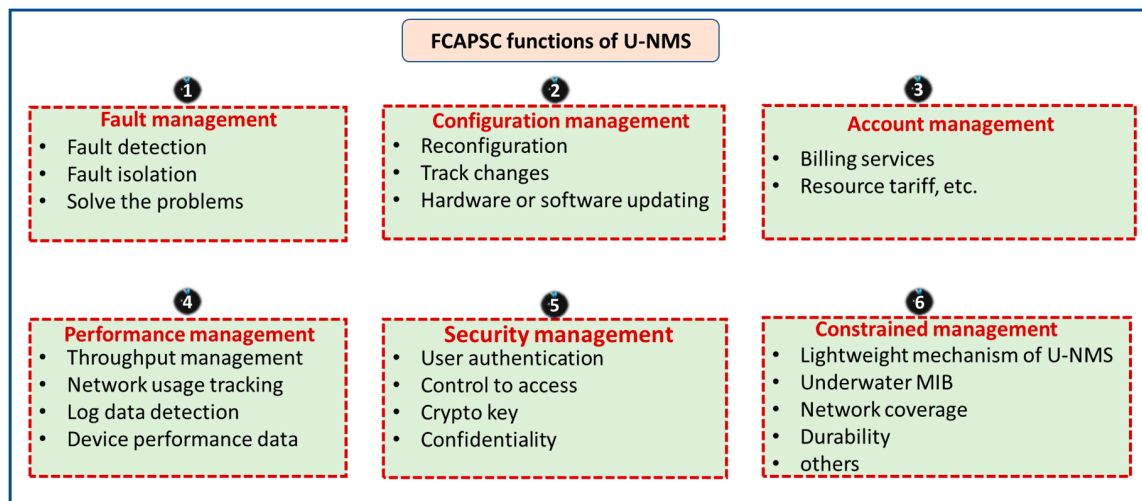 FCAPSC functions of U-NMS
1
Fault management
• Fault detection
• Fault isolation
• Solve the problems
2
Configuration management
• Reconfiguration
• Track changes
• Hardware or software updating
3
Account management
• Billing services
• Resource tariff, etc.
4
Performance management
• Throughput management
• Network usage tracking
• Log data detection
• Device performance data
5
Security management
• User authentication
• Control to access
• Crypto key
• Confidentiality
6
Constrained management
• Lightweight mechanism of U-NMS
• Underwater MIB
• Network coverage
• Durability
• others